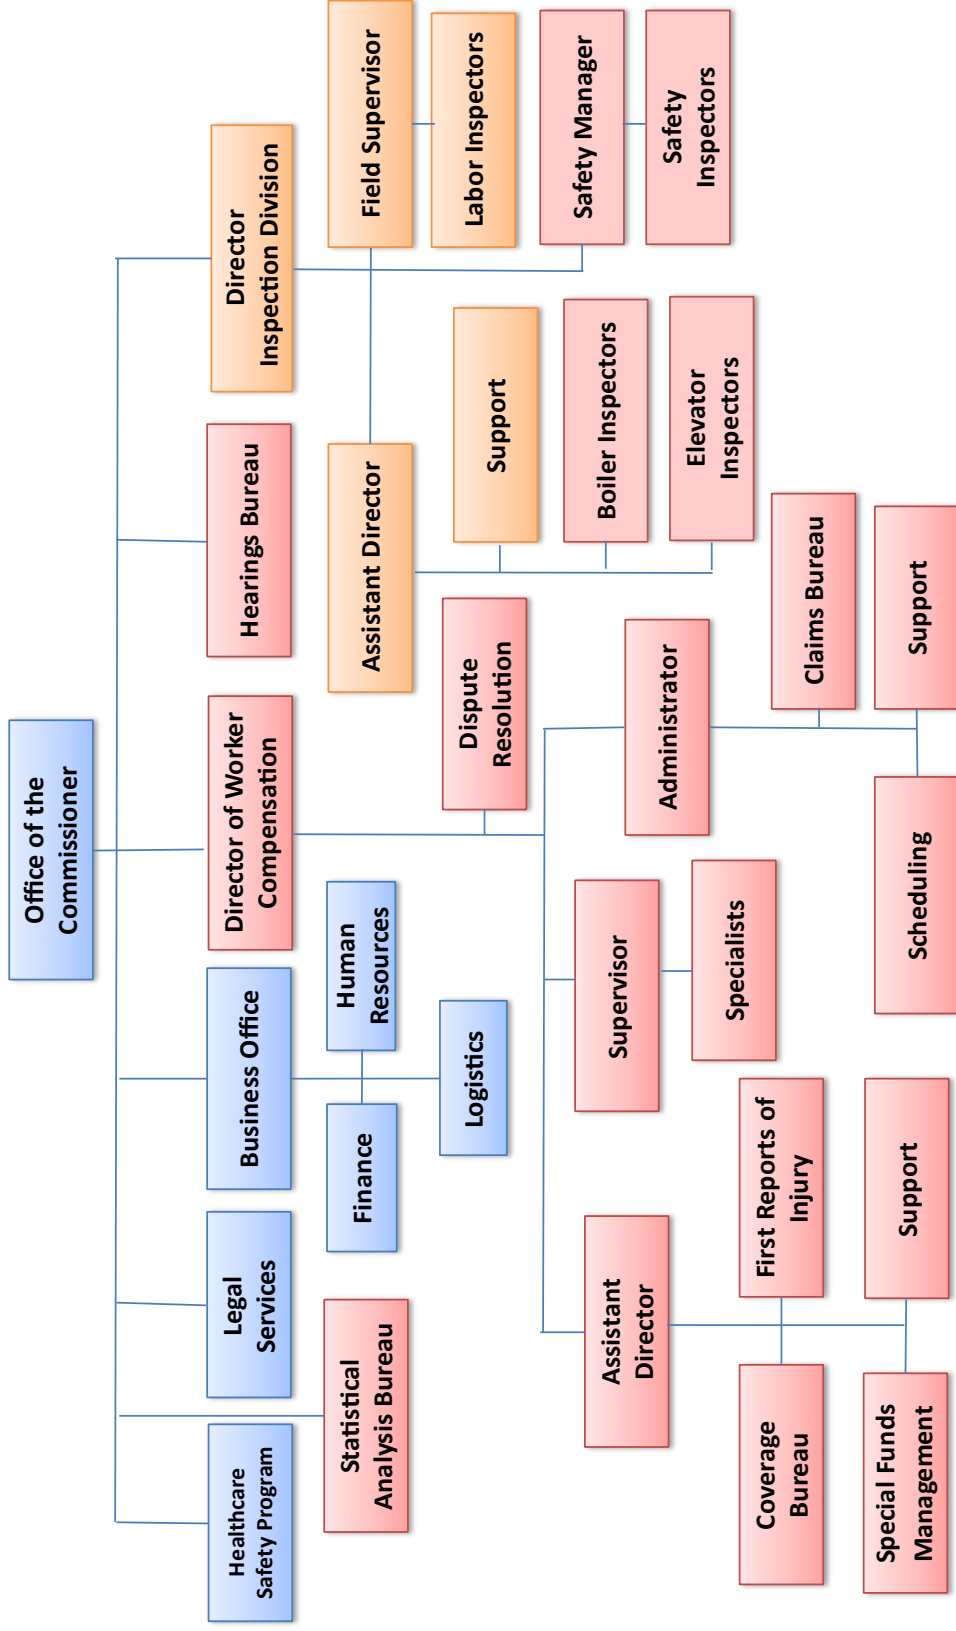 Office of the
Commissioner
Healthcare
Safety Program
Legal
Services
Business Office
Director of Worker
Compensation
Hearings Bureau
Director
Inspection Division
Statistical
Analysis Bureau
Finance
Human
Resources
Logistics
Assistant Director
Field Supervisor
Labor Inspectors
Support
Safety Manager
Boiler Inspectors
Safety
Inspectors
Elevator
Inspectors
Dispute
Resolution
Assistant
Director
Supervisor
Administrator
Specialists
Coverage
Bureau
First Reports of
Injury
Claims Bureau
Special Funds
Management
Support
Scheduling
Support